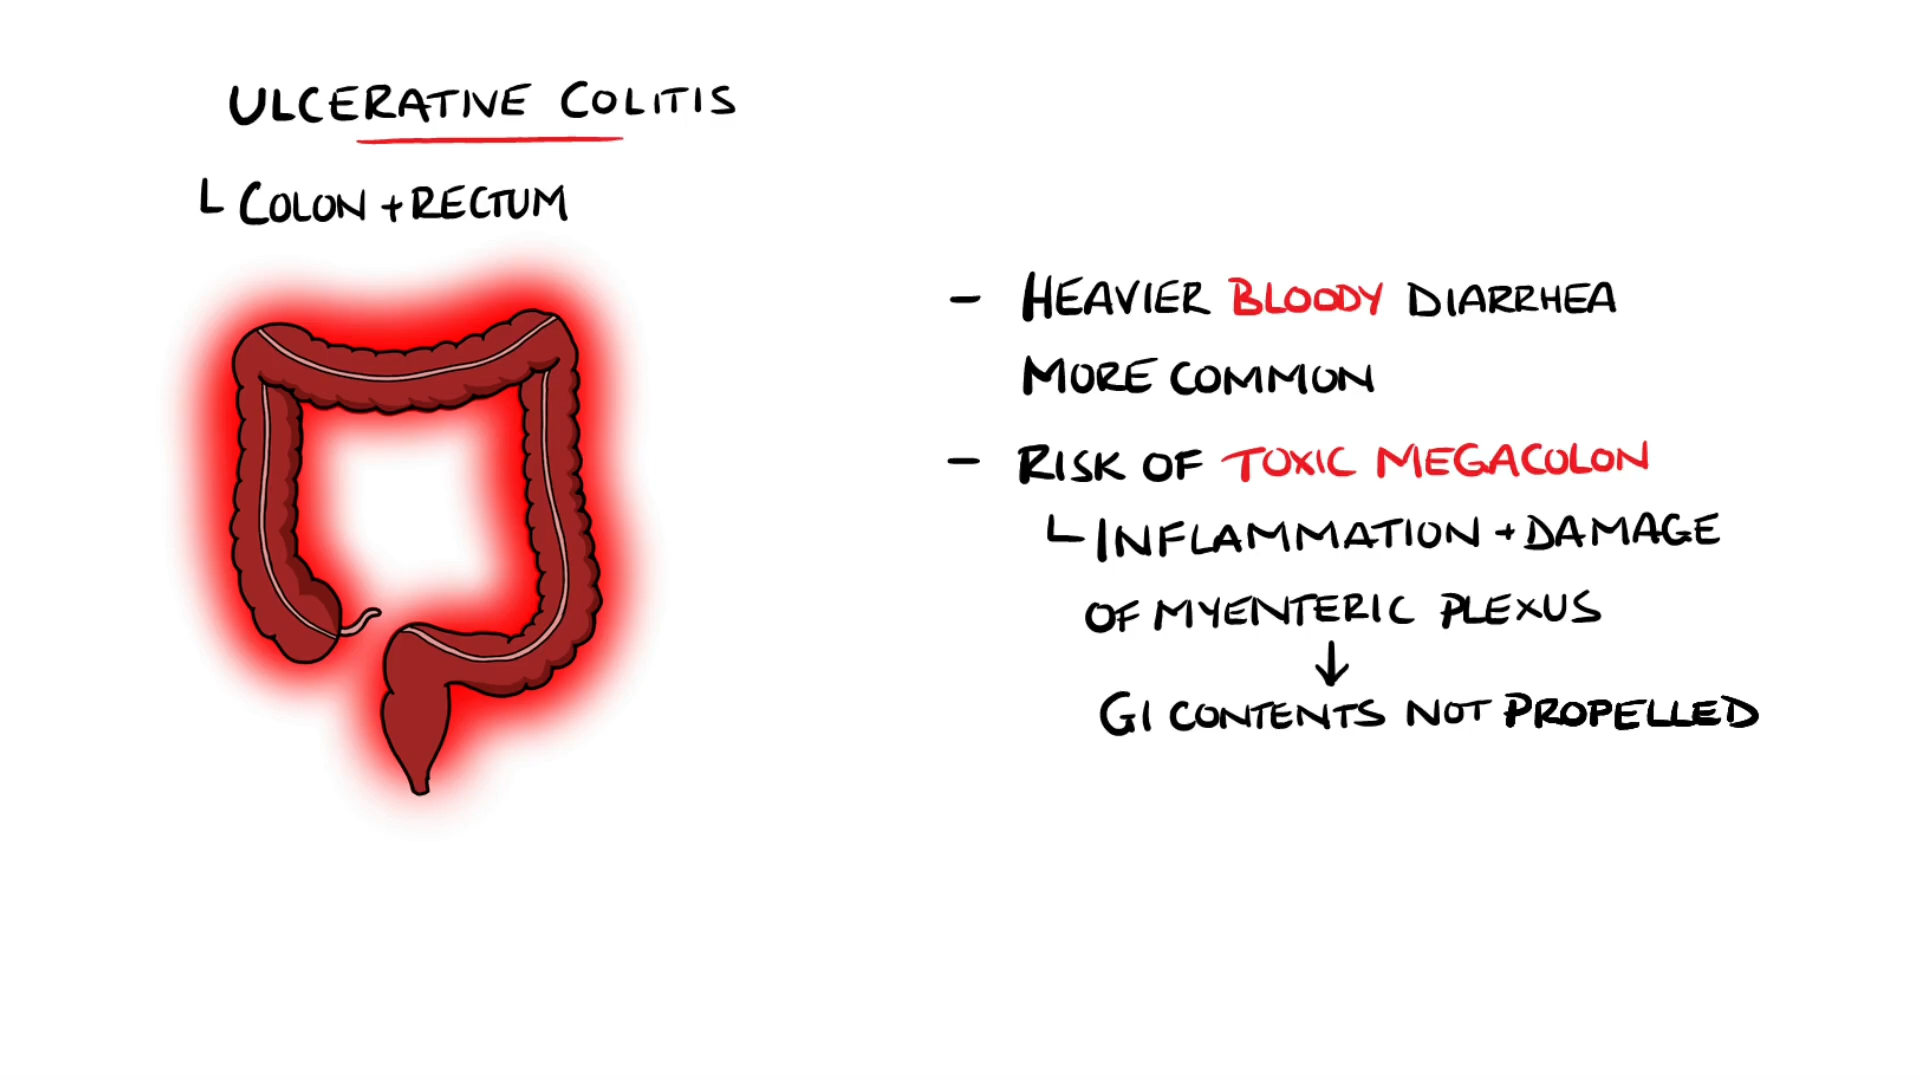 ULCERATIVE COLITIS
└ COLON + RECTUM
- HEAVIER BLOODY DIARRHEA
MORE COMMON
- RISK OF TOXIC MEGACOLON
└ INFLAMMATION + DAMAGE
OF MYENTERIC PLEXUS
↓
GI CONTENTS NOT PROPELLED